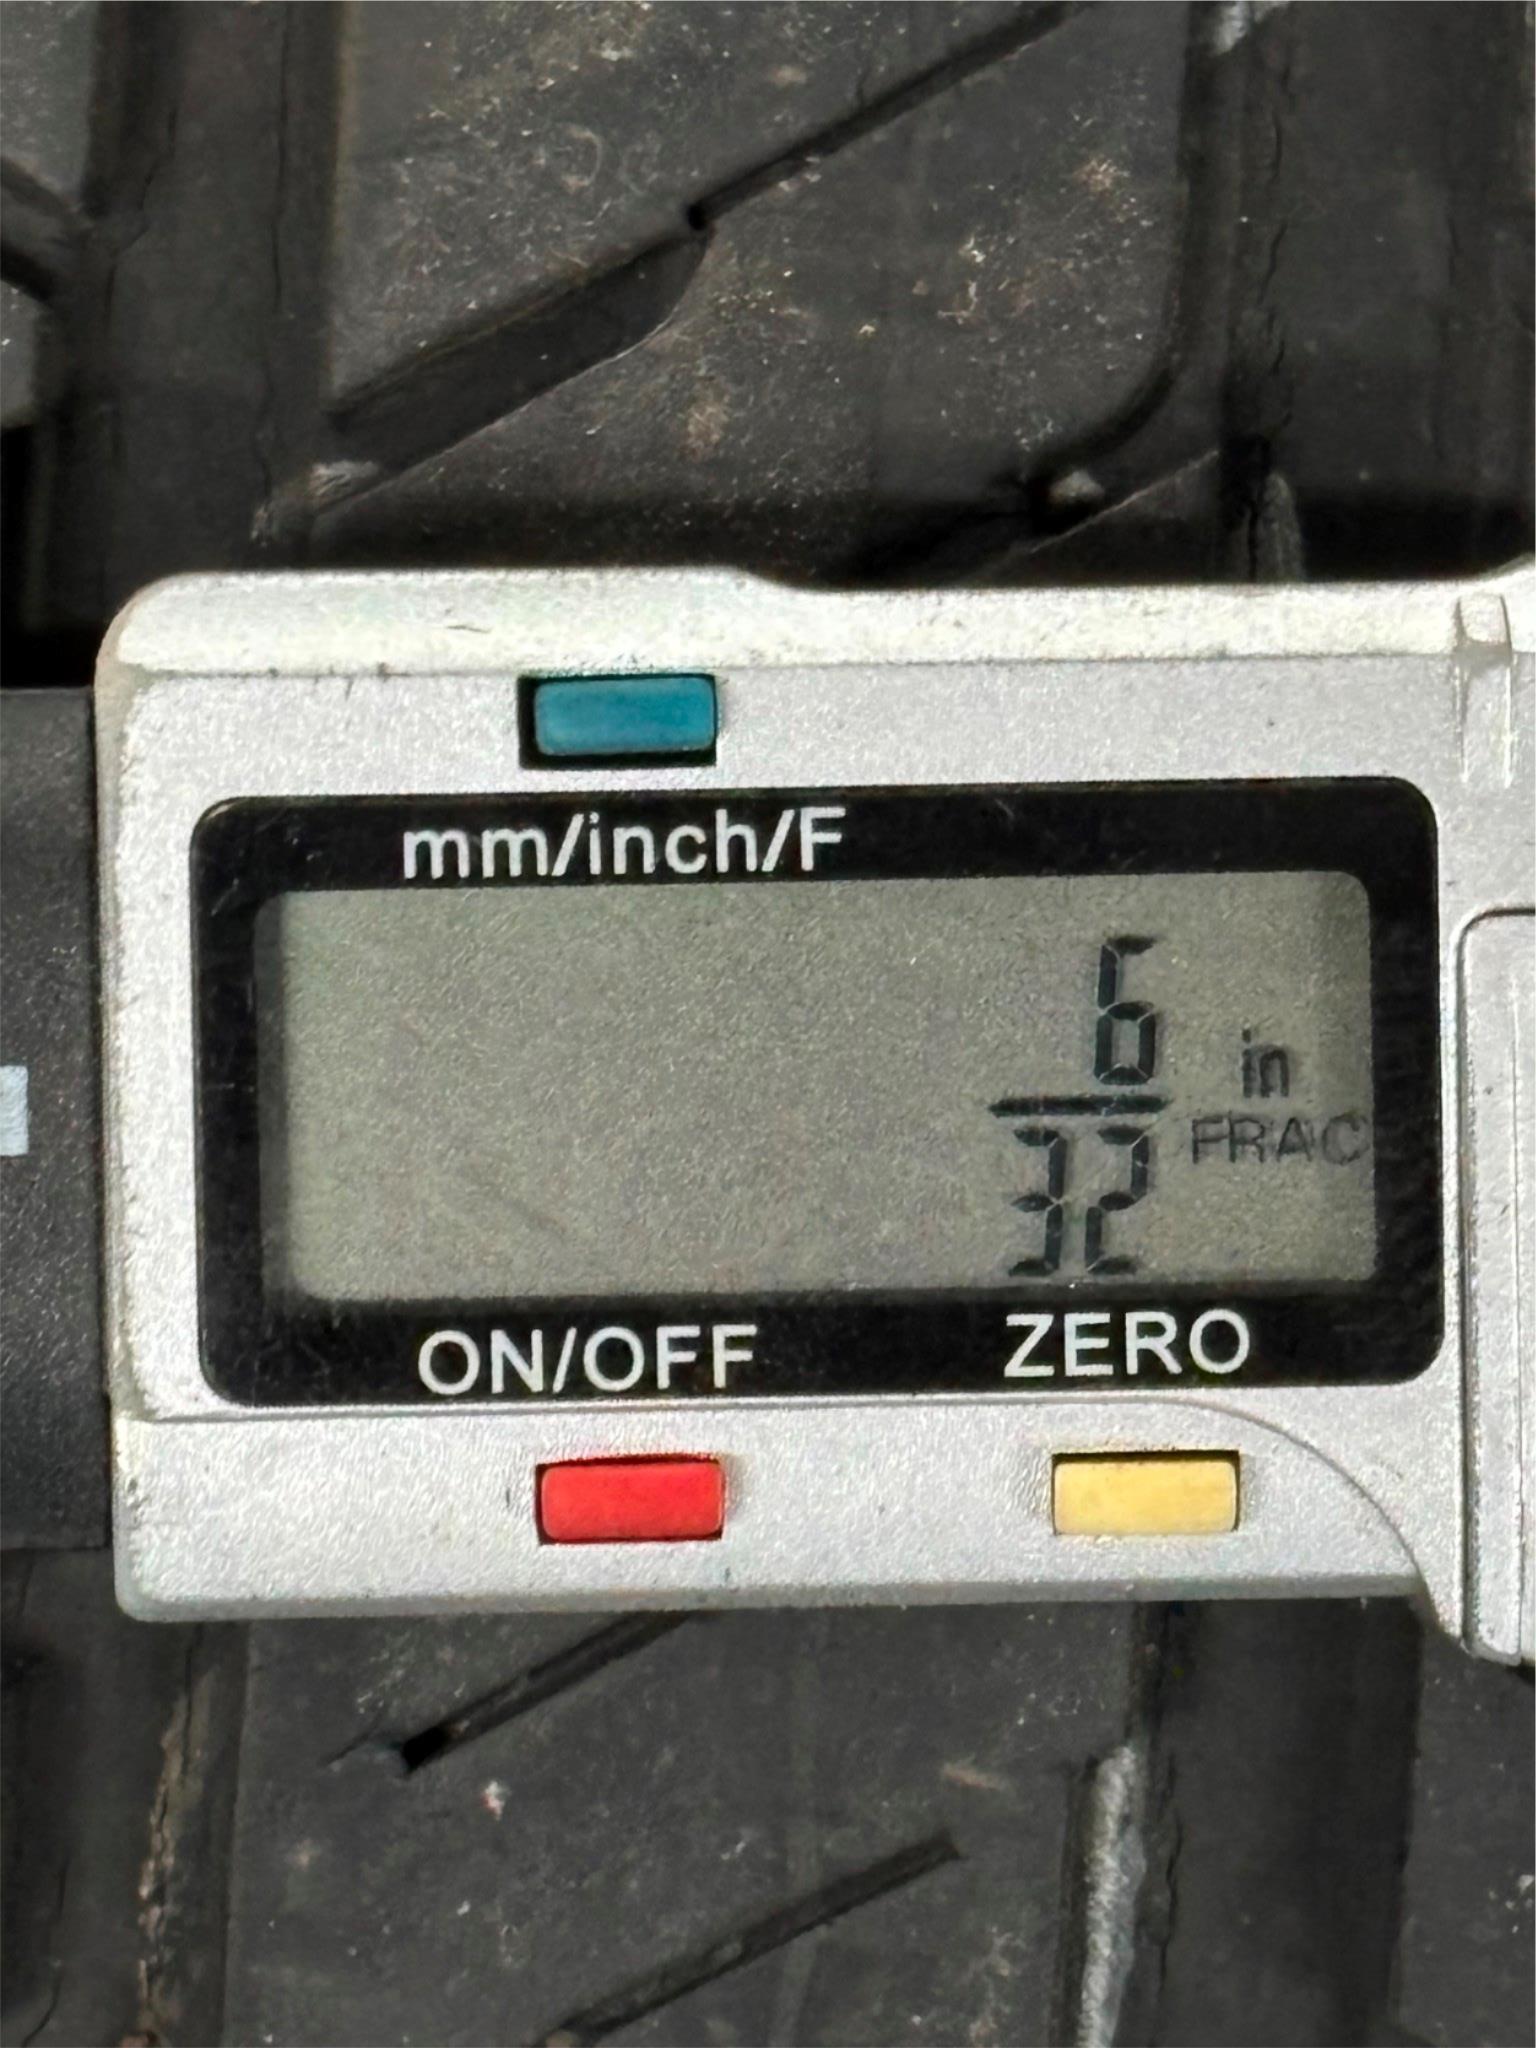 mm/inch/F
6
in
32
FRAC
ON/OFF ZERO